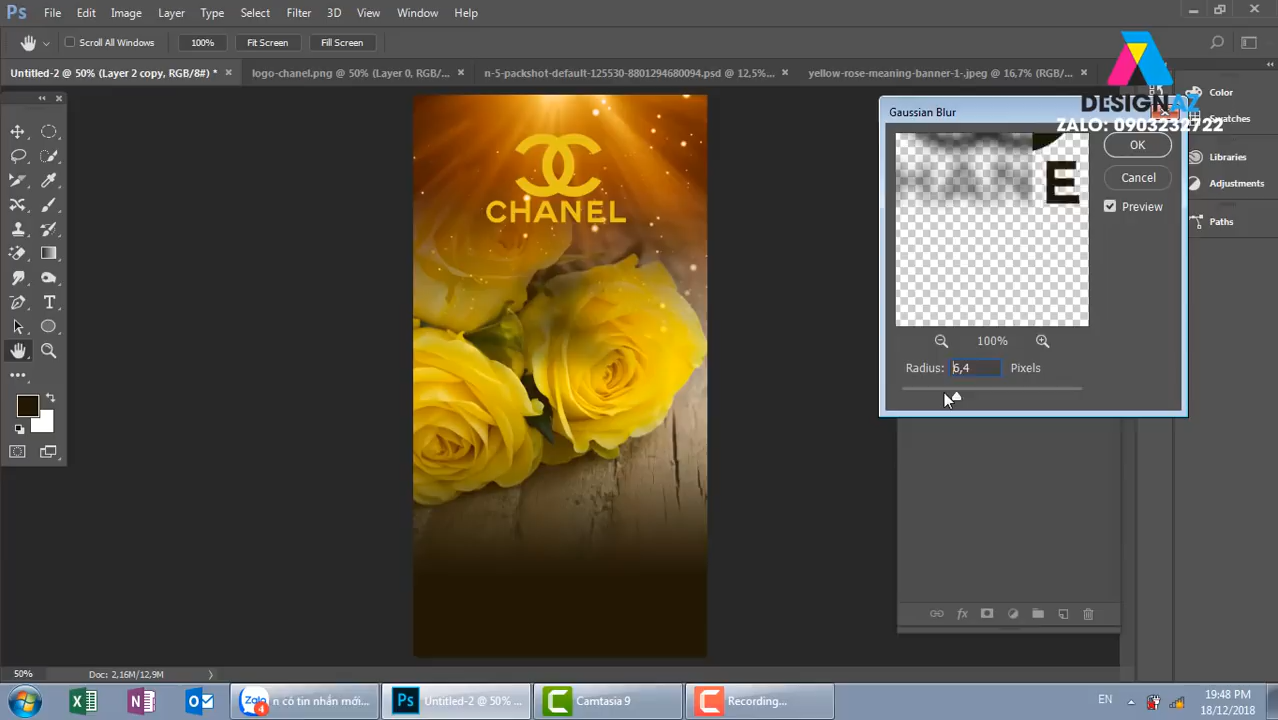 Ps File Edit Image Layer Type Select Filter 3D View Window Help
Scroll All Windows 100% Fit Screen Fill Screen
Untitled-2 @ 50% (Layer 2 copy, RGB/8#) * logo-chanel.png @ 50% (Layer 0, RGB/... n-5-packshot-default-125530-8801294680094.psd @ 12,5%... yellow-rose-meaning-banner-1-.jpeg @ 16,7% (RGB/...
DESIGN AZ
ZALO: 0903232722
Color
Swatches
Libraries
Adjustments
Paths
Gaussian Blur
OK
Cancel
Preview
E
100%
Radius: 6,4 Pixels
CHANEL
fx
50% Doc: 2,16M/12,9M
Zalo 4 n có tin nhắn mới... Ps Untitled-2 @ 50% ... Camtasia 9 Recording...
EN 19:48 PM
18/12/2018